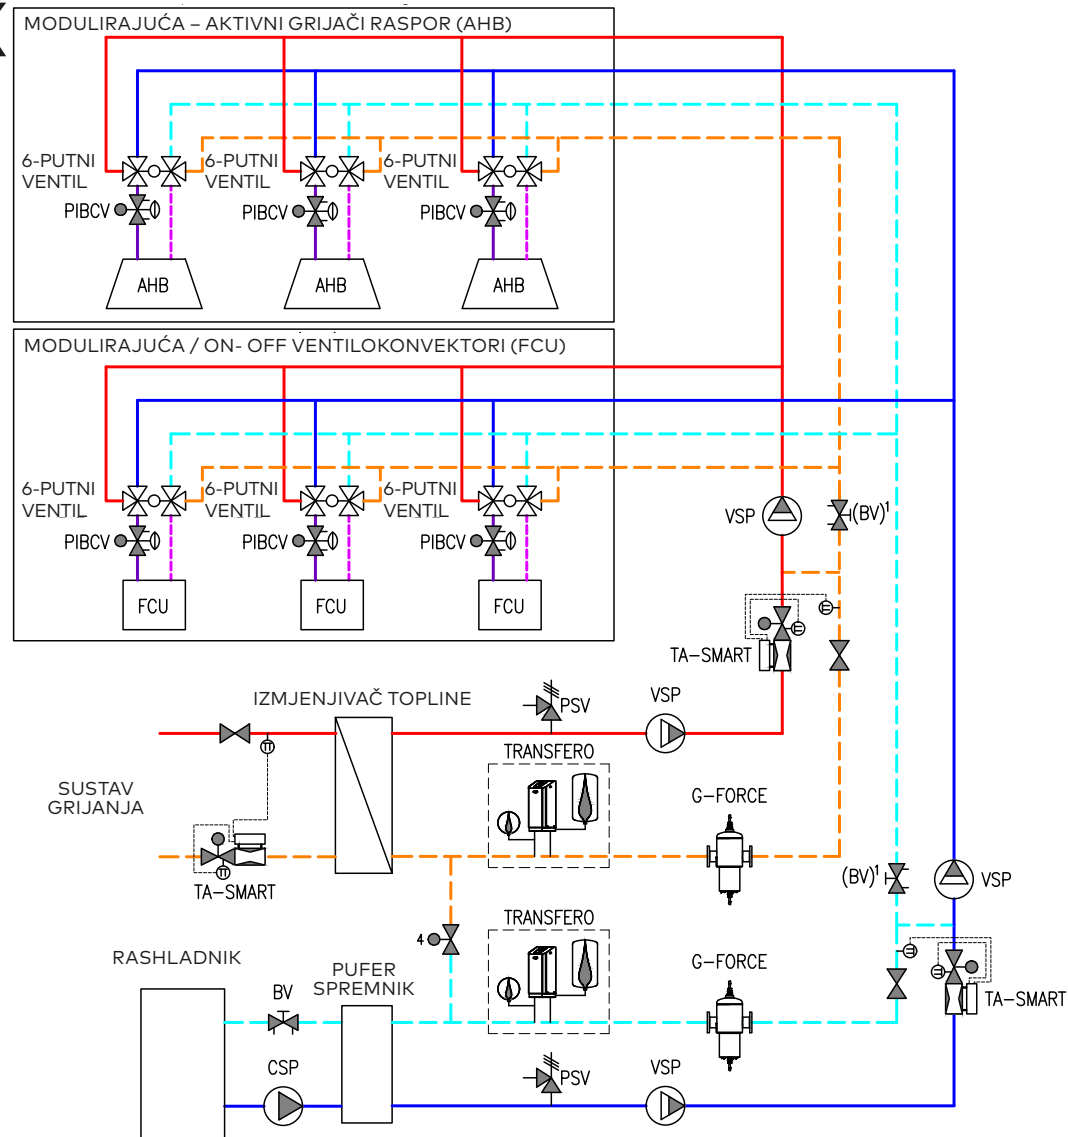 MODULIRAJUĆA – AKTIVNI GRIJAČI RASPOR (AHB)
6-PUTNI
VENTIL
6-PUTNI
VENTIL
6-PUTNI
VENTIL
PIBCV
PIBCV
PIBCV
AHB
AHB
AHB
MODULIRAJUĆA / ON- OFF VENTILOKONVEKTORI (FCU)
6-PUTNI
VENTIL
6-PUTNI
VENTIL
6-PUTNI
VENTIL
PIBCV
PIBCV
PIBCV
FCU
FCU
FCU
VSP
(BV)¹
TA-SMART
IZMJENJIVAČ TOPLINE
PSV
VSP
TRANSFERO
SUSTAV
GRIJANJA
G-FORCE
TA-SMART
(BV)¹
VSP
4
TRANSFERO
RASHLADNIK
PUFER
SPREMNIK
G-FORCE
BV
TA-SMART
CSP
PSV
VSP